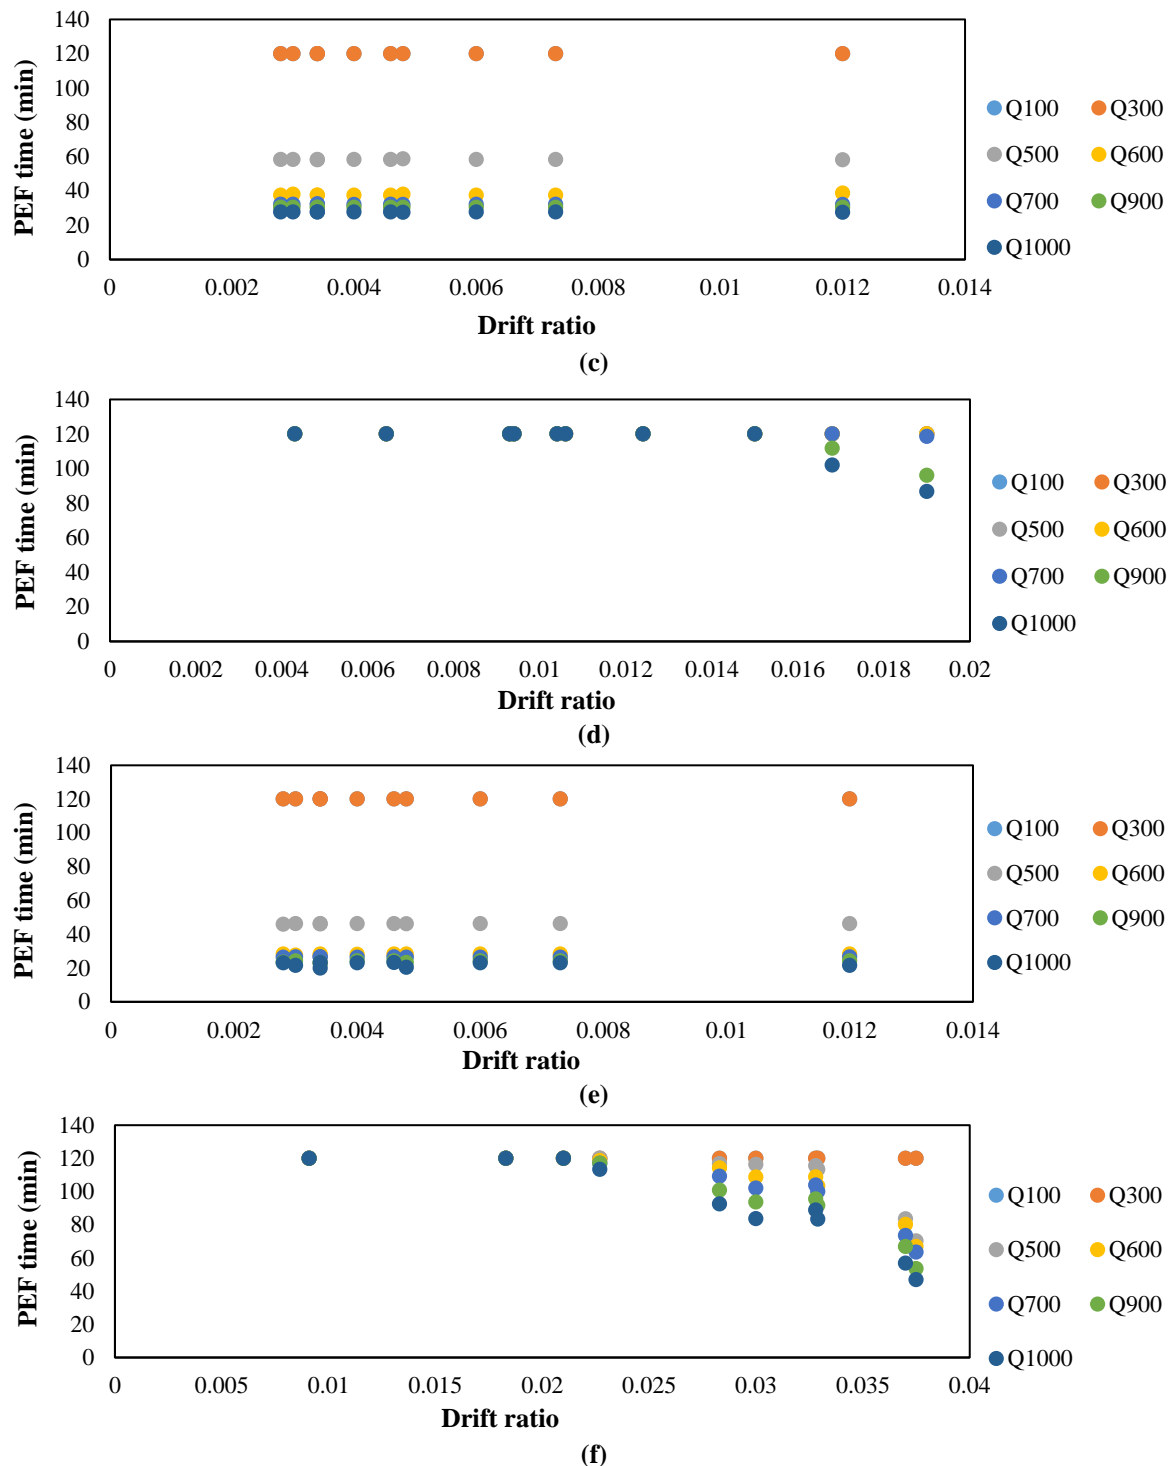 140
120
100
80
60
40
20
0
PEF time (min)
0 0.002 0.004 0.006 0.008 0.01 0.012 0.014
Drift ratio
Q100 Q300
Q500 Q600
Q700 Q900
Q1000
(c)
140
120
100
80
60
40
20
0
PEF time (min)
0 0.002 0.004 0.006 0.008 0.01 0.012 0.014 0.016 0.018 0.02
Drift ratio
Q100 Q300
Q500 Q600
Q700 Q900
Q1000
(d)
140
120
100
80
60
40
20
0
PEF time (min)
0 0.002 0.004 0.006 0.008 0.01 0.012 0.014
Drift ratio
Q100 Q300
Q500 Q600
Q700 Q900
Q1000
(e)
140
120
100
80
60
40
20
0
PEF time (min)
0 0.005 0.01 0.015 0.02 0.025 0.03 0.035 0.04
Drift ratio
Q100 Q300
Q500 Q600
Q700 Q900
Q1000
(f)